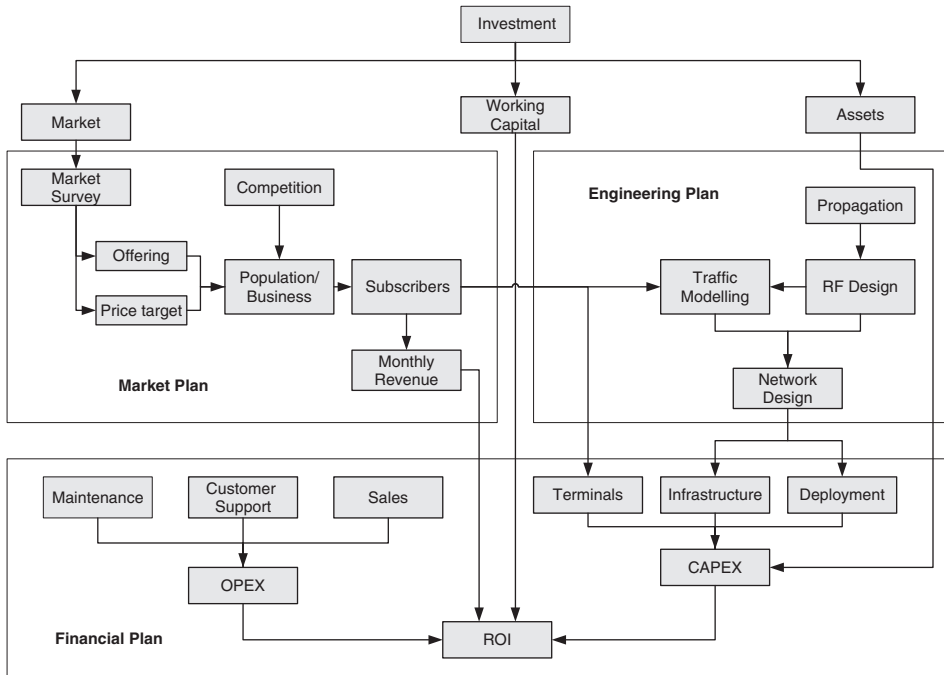 Investment
Market
Working
Capital
Assets
Market
Survey
Competition
Engineering Plan
Propagation
Offering
Price target
Population/
Business
Subscribers
Traffic
Modelling
RF Design
Monthly
Revenue
Market Plan
Network
Design
Maintenance
Customer
Support
Sales
Terminals
Infrastructure
Deployment
OPEX
CAPEX
Financial Plan
ROI